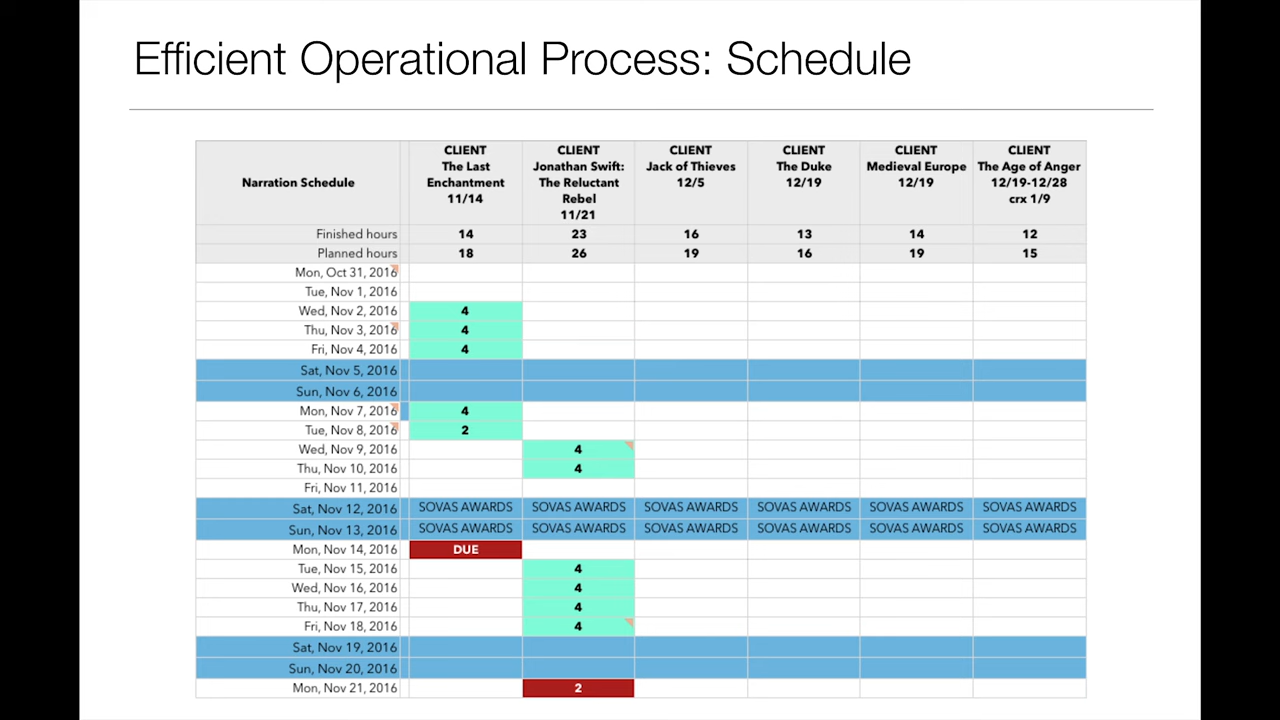 Efficient Operational Process: Schedule
Narration Schedule
CLIENT
The Last
Enchantment
11/14
CLIENT
Jonathan Swift:
The Reluctant
Rebel
11/21
CLIENT
Jack of Thieves
12/5
CLIENT
The Duke
12/19
CLIENT
Medieval Europe
12/19
CLIENT
The Age of Anger
12/19-12/28
crx 1/9
Finished hours 14 23 16 13 14 12
Planned hours 18 26 19 16 19 15
Mon, Oct 31, 2016
Tue, Nov 1, 2016
Wed, Nov 2, 2016 4
Thu, Nov 3, 2016 4
Fri, Nov 4, 2016 4
Sat, Nov 5, 2016
Sun, Nov 6, 2016
Mon, Nov 7, 2016 4
Tue, Nov 8, 2016 2
Wed, Nov 9, 2016 4
Thu, Nov 10, 2016 4
Fri, Nov 11, 2016
Sat, Nov 12, 2016 SOVAS AWARDS SOVAS AWARDS SOVAS AWARDS SOVAS AWARDS SOVAS AWARDS SOVAS AWARDS
Sun, Nov 13, 2016 SOVAS AWARDS SOVAS AWARDS SOVAS AWARDS SOVAS AWARDS SOVAS AWARDS SOVAS AWARDS
Mon, Nov 14, 2016 DUE
Tue, Nov 15, 2016 4
Wed, Nov 16, 2016 4
Thu, Nov 17, 2016 4
Fri, Nov 18, 2016 4
Sat, Nov 19, 2016
Sun, Nov 20, 2016
Mon, Nov 21, 2016 2